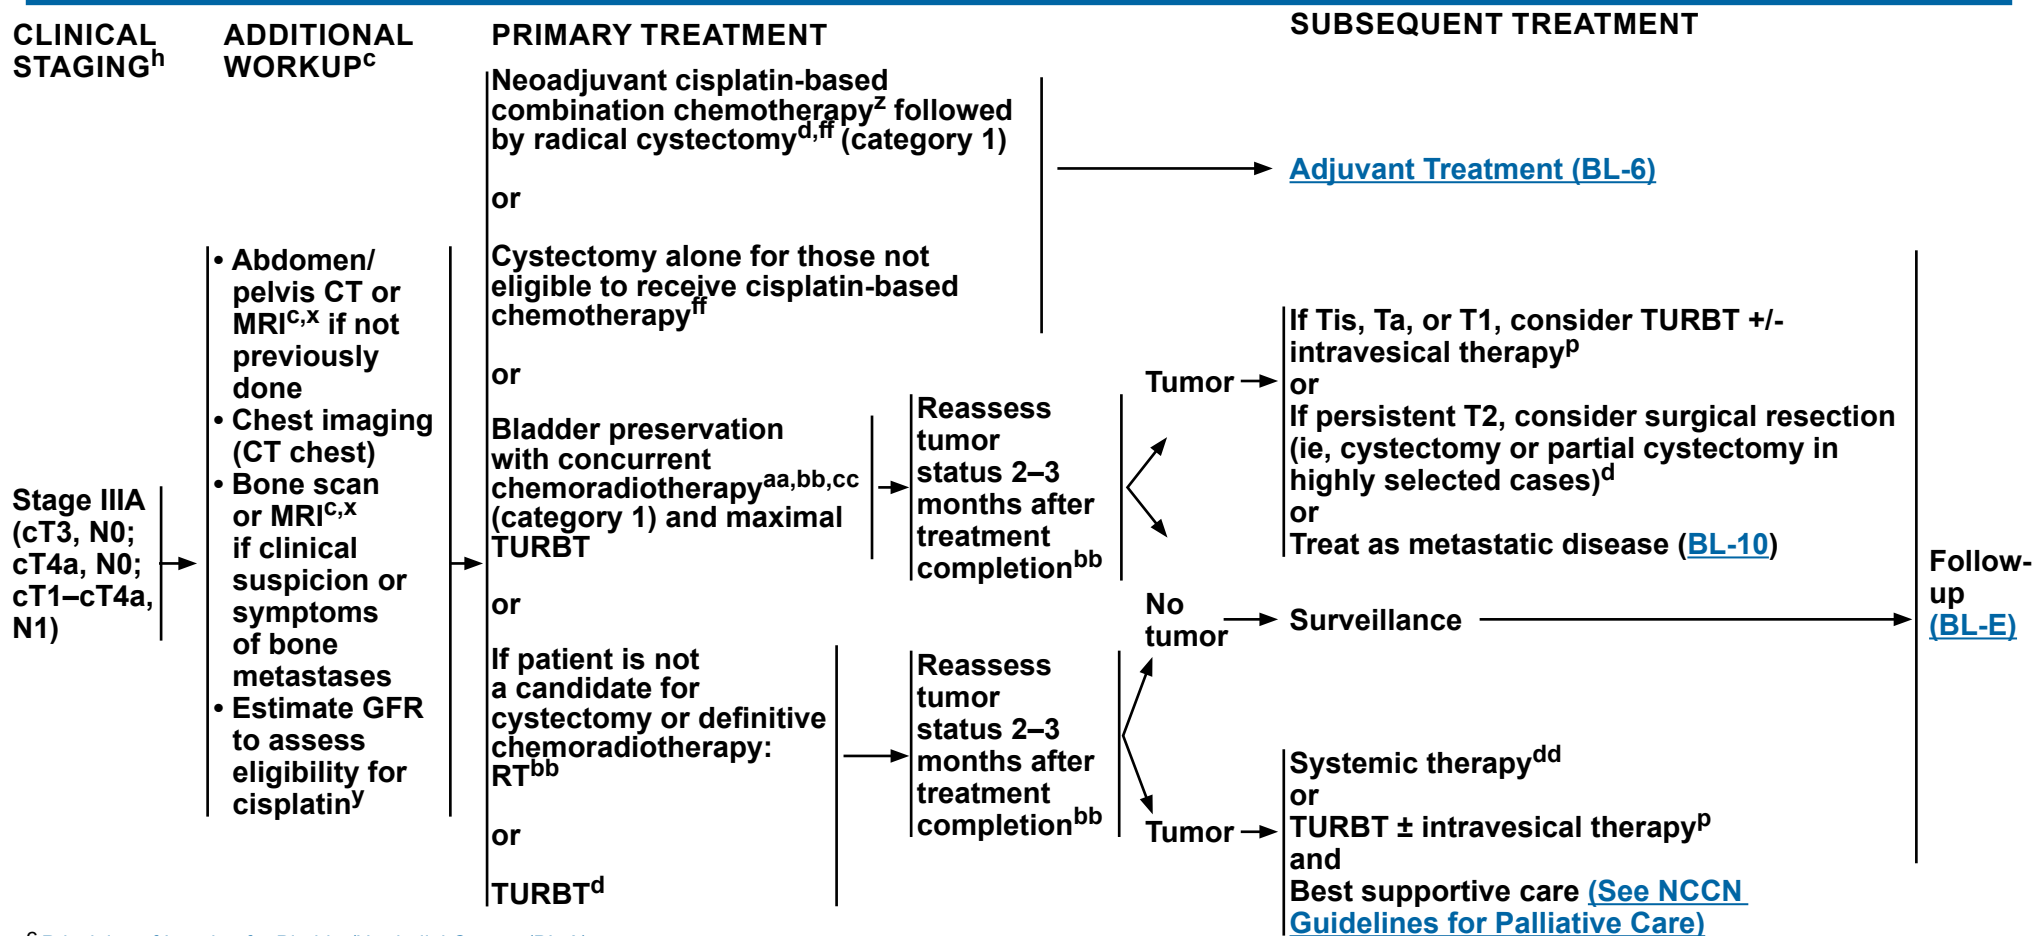 CLINICAL
STAGINGh
ADDITIONAL
WORKUPc
PRIMARY TREATMENT
SUBSEQUENT TREATMENT
Stage IIIA
(cT3, N0;
cT4a, N0;
cT1–cT4a,
N1)
• Abdomen/
pelvis CT or
MRIc,x if not
previously
done
• Chest imaging
(CT chest)
• Bone scan
or MRIc,x
if clinical
suspicion or
symptoms
of bone
metastases
• Estimate GFR
to assess
eligibility for
cisplatiny
Neoadjuvant cisplatin-based
combination chemotherapyz followed
by radical cystectomyd,ff (category 1)
or
Cystectomy alone for those not
eligible to receive cisplatin-based
chemotherapyff
or
Bladder preservation
with concurrent
chemoradiotherapyaa,bb,cc
(category 1) and maximal
TURBT
or
If patient is not
a candidate for
cystectomy or definitive
chemoradiotherapy:
RTbb
or
TURBTd
Reassess
tumor
status 2–3
months after
treatment
completionbb
Reassess
tumor
status 2–3
months after
treatment
completionbb
Tumor
No
tumor
Tumor
Adjuvant Treatment (BL-6)
If Tis, Ta, or T1, consider TURBT +/-
intravesical therapyp
or
If persistent T2, consider surgical resection
(ie, cystectomy or partial cystectomy in
highly selected cases)d
or
Treat as metastatic disease (BL-10)
Surveillance
Systemic therapydd
or
TURBT ± intravesical therapyp
and
Best supportive care (See NCCN
Guidelines for Palliative Care)
Follow-
up
(BL-E)